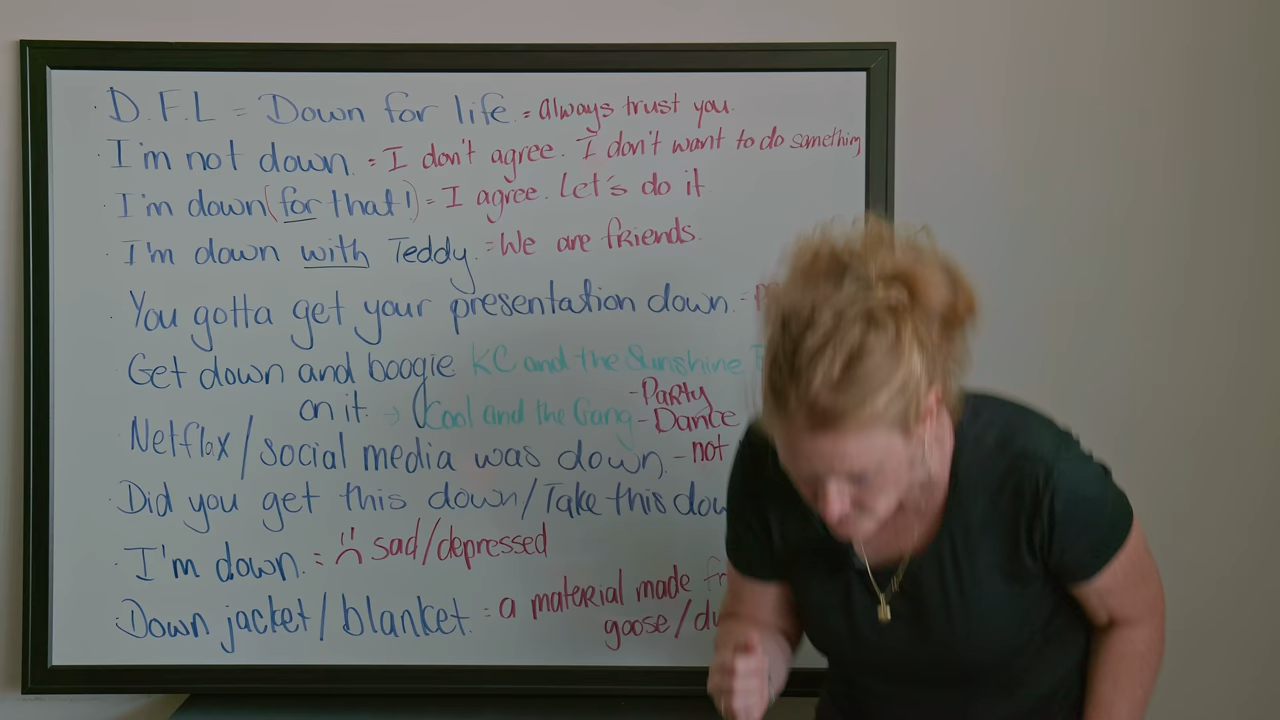 D.F.L = Down for life = always trust you.
I'm not down. = I don't agree. I don't want to do something
I'm down (for that!) = I agree. Let's do it
I'm down with Teddy. = We are friends.
You gotta get your presentation down. -
Get down and boogie KC and the Sunshine
- Party
on it. → Kool and the Gang - Dance
Netflax/social media was down. - not
Did you get this down/Take this
I'm down. = :( sad/depressed
Down jacket/blanket. = a material made
goose/